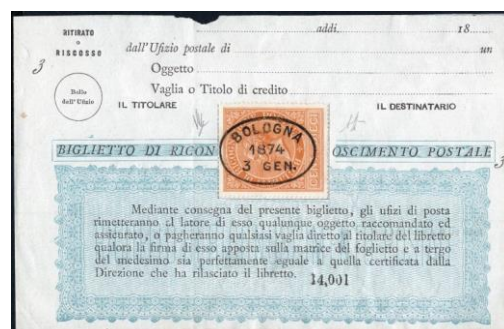 RITIRATO
o
RISCOSSO
addì. 18
dall'Ufizio postale di un
Oggetto
Vaglia o Titolo di credito
Bollo
dell'Ufizio
IL TITOLARE
IL DESTINATARIO
3
BOLOGNA
1874
3 GEN.
BIGLIETTO DI RICON OSCIMENTO POSTALE
3
Mediante consegna del presente biglietto, gli ufizi di posta
rimetteranno al latore di esso qualunque oggetto raccomandato ed
assicurato, o pagheranno qualsiasi vaglia diretto al titolare del libretto
qualora la firma di esso apposta sulla matrice del foglietto e a tergo
del medesimo sia perfettamente eguale a quella certificata dalla
Direzione che ha rilasciato il libretto.
14,001